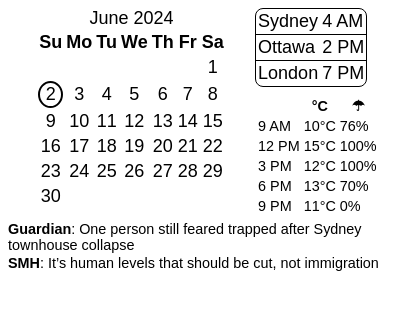 June 2024
Su Mo Tu We Th Fr Sa
1
2 3 4 5 6 7 8
9 10 11 12 13 14 15
16 17 18 19 20 21 22
23 24 25 26 27 28 29
30
Sydney 4 AM
Ottawa 2 PM
London 7 PM
°C ☂
9 AM 10°C 76%
12 PM 15°C 100%
3 PM 12°C 100%
6 PM 13°C 70%
9 PM 11°C 0%
Guardian: One person still feared trapped after Sydney
townhouse collapse
SMH: It’s human levels that should be cut, not immigration